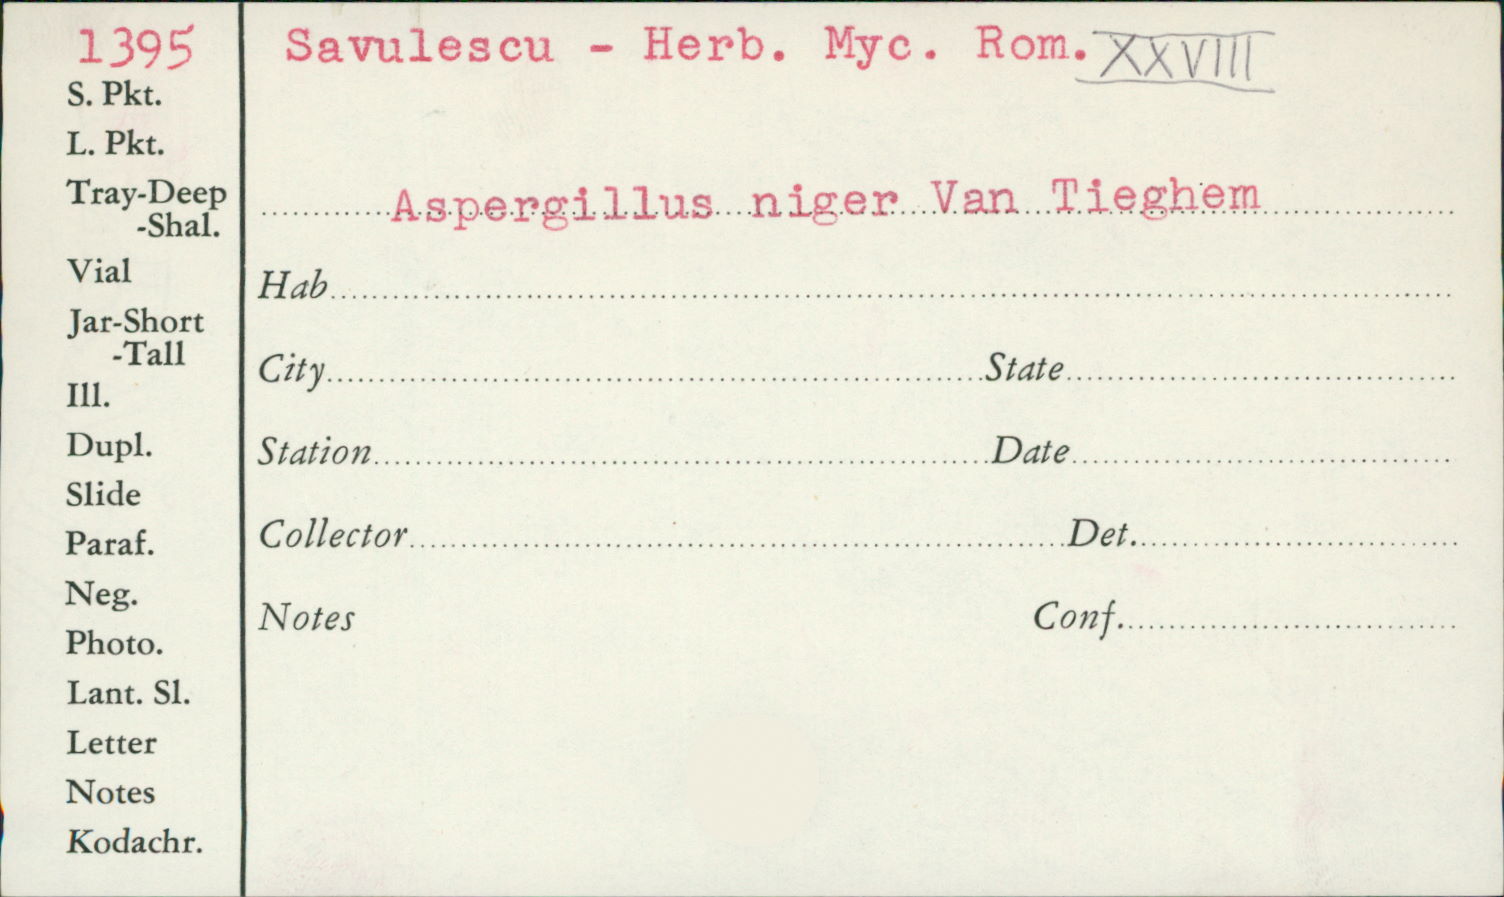 1395
Savulescu - Herb. Myc. Rom. XXVIII
S. Pkt.
L. Pkt.
Tray-Deep
-Shal.
Vial
Jar-Short
-Tall
Ill.
Dupl.
Slide
Paraf.
Neg.
Photo.
Lant. Sl.
Letter
Notes
Kodachr.
Aspergillus niger Van Tieghem
Hab
City State
Station Date
Collector Det.
Notes Conf.